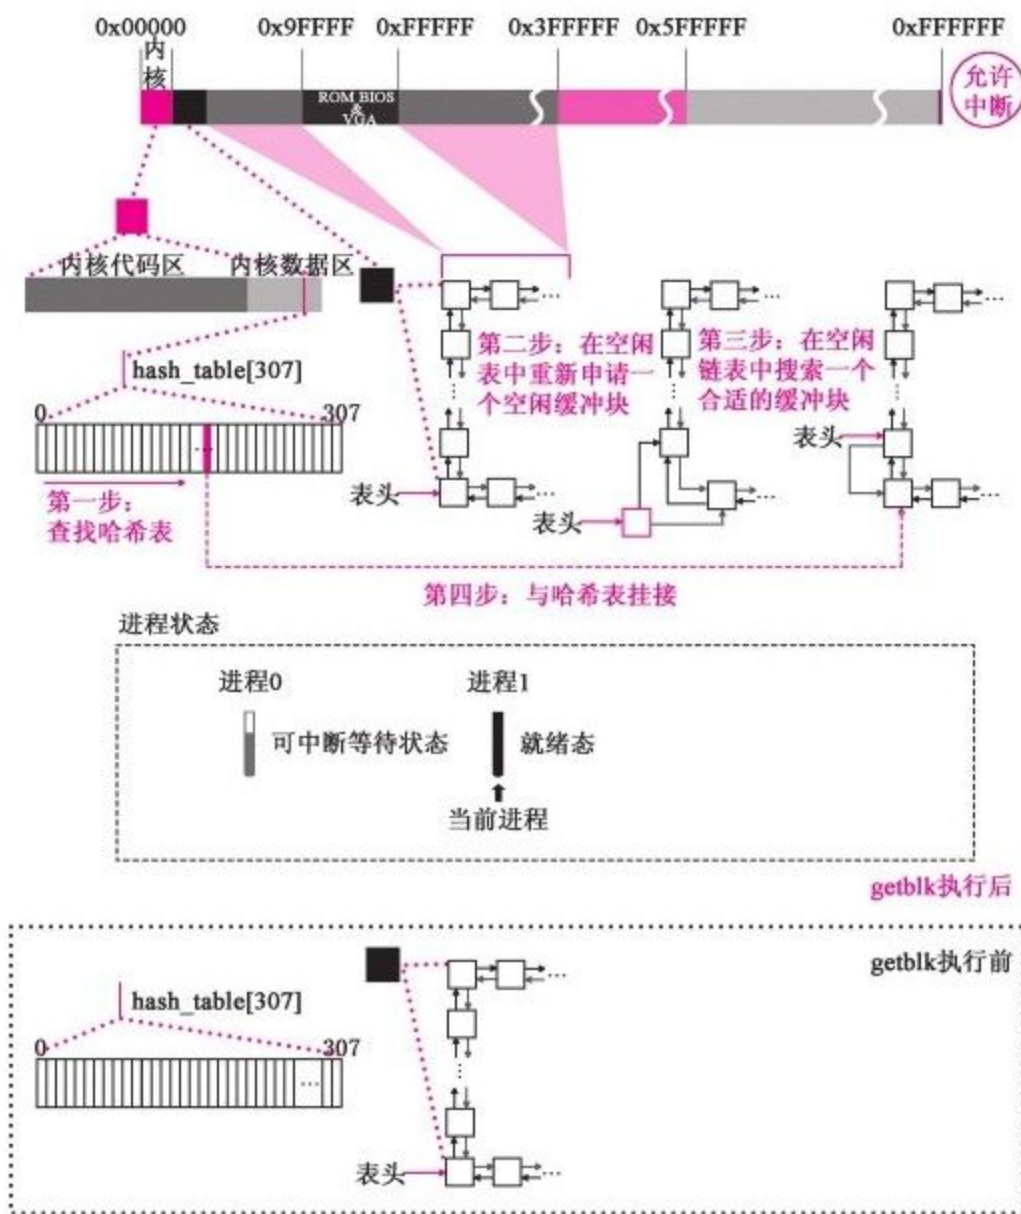 0x00000 0x9FFFF 0xFFFFF 0x3FFFFF 0x5FFFFF 0xFFFFFF
内
核
ROM BIOS
&
VGA
允许
中断
内核代码区 内核数据区
hash_table[307]
0 307
...
第一步：
查找哈希表
...
第二步：在空闲
表中重新申请一
个空闲缓冲块
...
表头
...
...
第三步：在空闲
链表中搜索一个
合适的缓冲块
...
表头
...
...
...
表头
...
第四步：与哈希表挂接
进程状态
进程0 进程1
可中断等待状态 就绪态
当前进程
getblk执行后
getblk执行前
hash_table[307]
0 307
...
...
...
表头
...